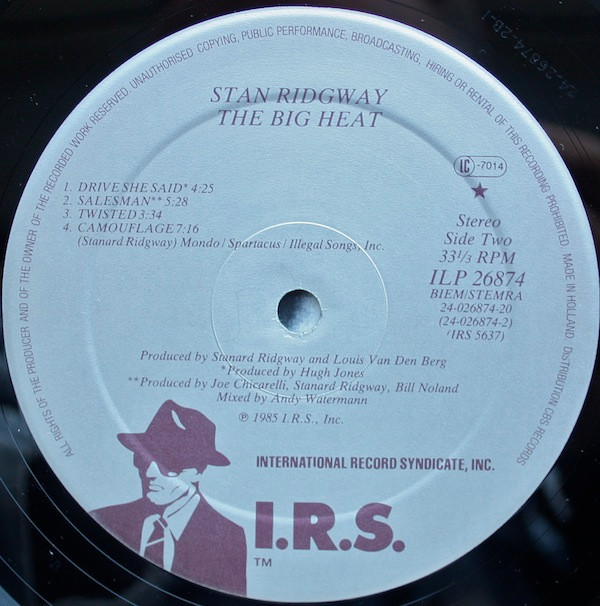 ALL RIGHTS OF THE PRODUCER AND OF THE OWNER OF THE RECORDED WORK RESERVED. UNAUTHORISED COPYING, PUBLIC PERFORMANCE, BROADCASTING, HIRING OR RENTAL OF THIS RECORDING PROHIBITED. MADE IN HOLLAND. DISTRIBUTION CBS RECORDS
STAN RIDGWAY
THE BIG HEAT
LC -7014
1. DRIVE SHE SAID* 4:25
2. SALESMAN** 5:28
3. TWISTED 3:34
4. CAMOUFLAGE 7:16
(Stanard Ridgway) Mondo / Spartacus / Illegal Songs, Inc.
Stereo
Side Two
33⅓ RPM
ILP 26874
BIEM/STEMRA
24-026874-20
(24-026874-2)
(IRS 5637)
Produced by Stanard Ridgway and Louis Van Den Berg
*Produced by Hugh Jones
**Produced by Joe Chicarelli, Stanard Ridgway, Bill Noland
Mixed by Andy Watermann
℗ 1985 I.R.S., Inc.
INTERNATIONAL RECORD SYNDICATE, INC.
I.R.S.
TM